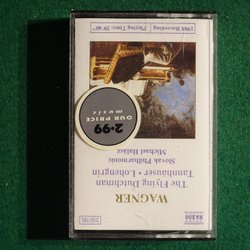 WAGNER
The Flying Dutchman
Tannhäuser • Lohengrin
Slovak Philharmonic
Michael Halász
OUR PRICE
music
2·99
1988 Recording
Playing Time: 59'40"
NAXOS